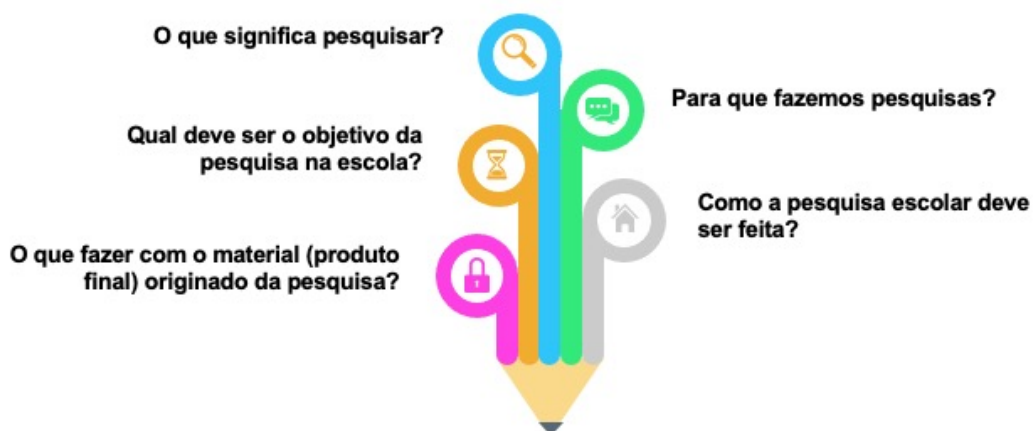 O que significa pesquisar?
Para que fazemos pesquisas?
Qual deve ser o objetivo da
pesquisa na escola?
Como a pesquisa escolar deve
ser feita?
O que fazer com o material (produto
final) originado da pesquisa?